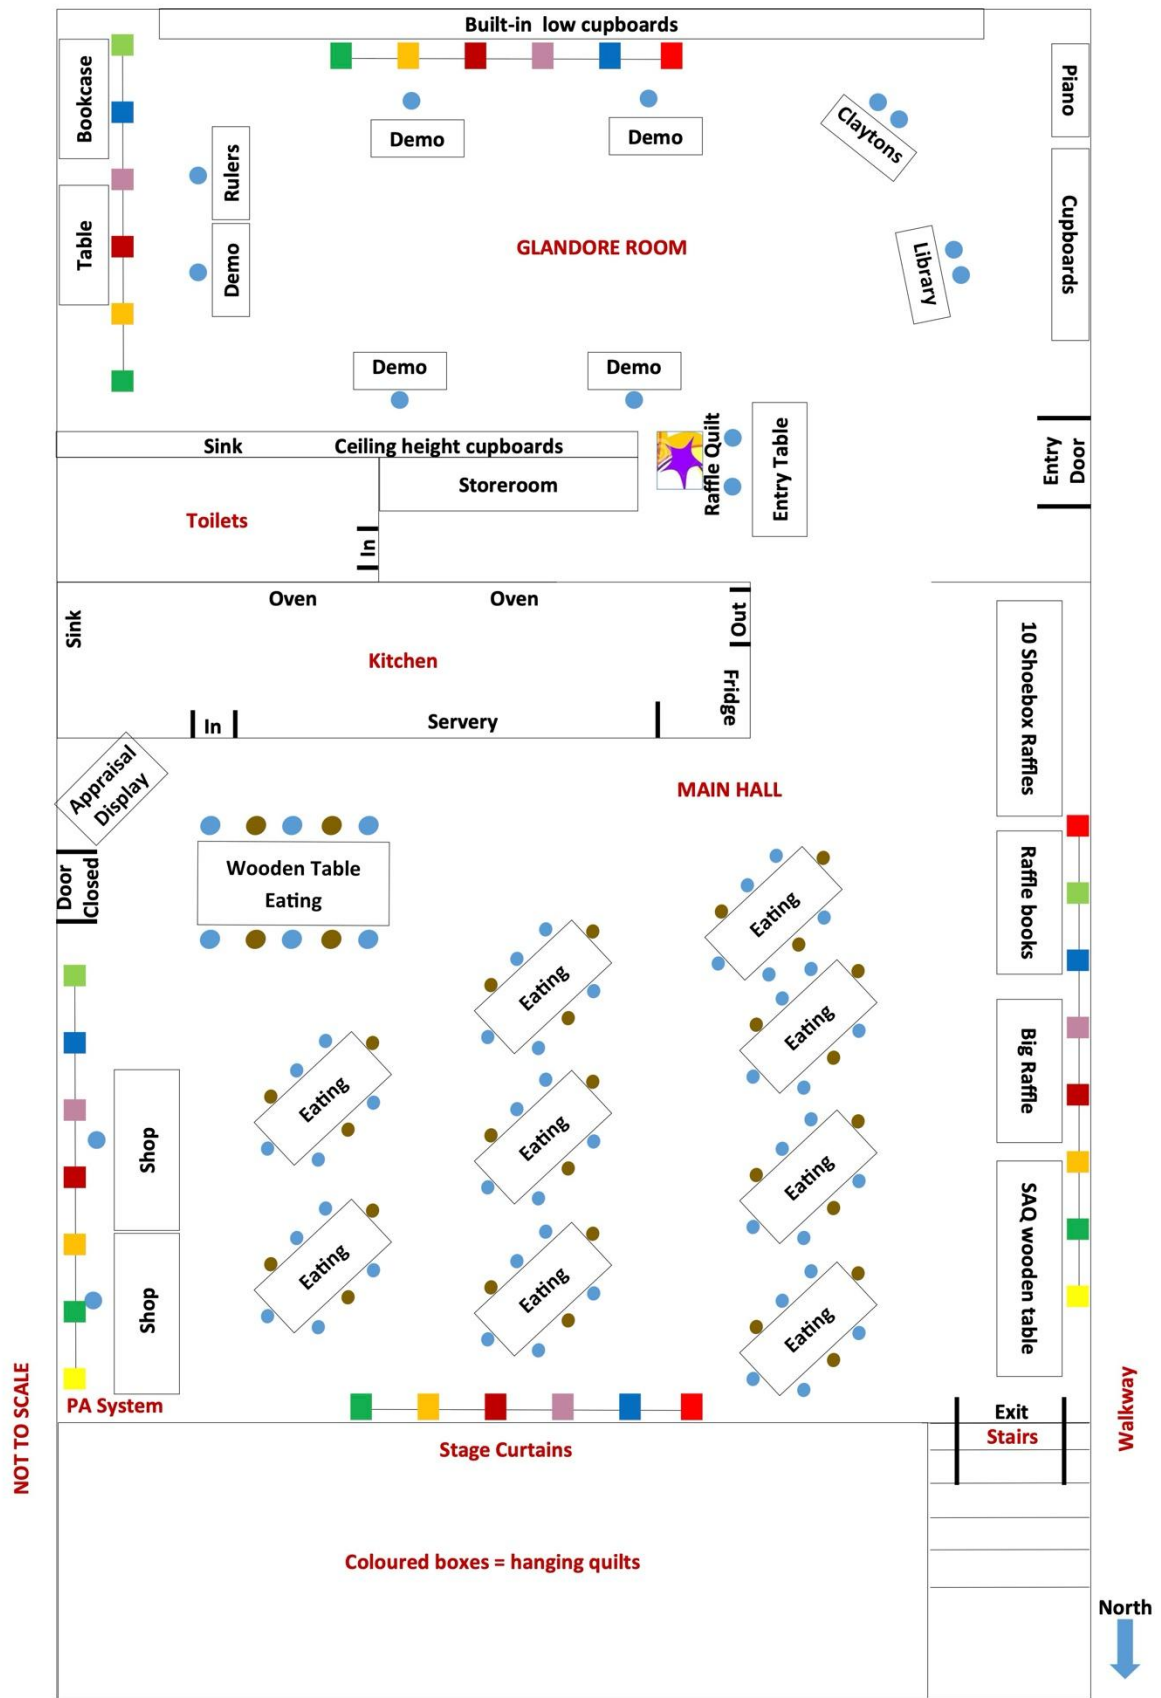 Built-in low cupboards
Bookcase
Piano
Demo
Demo
Claytons
Rulers
Table
Demo
GLANDORE ROOM
Library
Cupboards
Demo
Demo
Sink
Ceiling height cupboards
Raffle Quilt
Entry Table
Entry
Door
Storeroom
Toilets
In
Oven
Oven
Sink
Out
Kitchen
Fridge
In
Servery
10 Shoebox Raffles
Appraisal
Display
MAIN HALL
Door
Closed
Wooden Table
Eating
Eating
Raffle books
Eating
Eating
Big Raffle
Eating
Eating
Shop
Eating
SAQ wooden table
Eating
Shop
Eating
Eating
NOT TO SCALE
PA System
Exit
Stairs
Walkway
Stage Curtains
Coloured boxes = hanging quilts
North